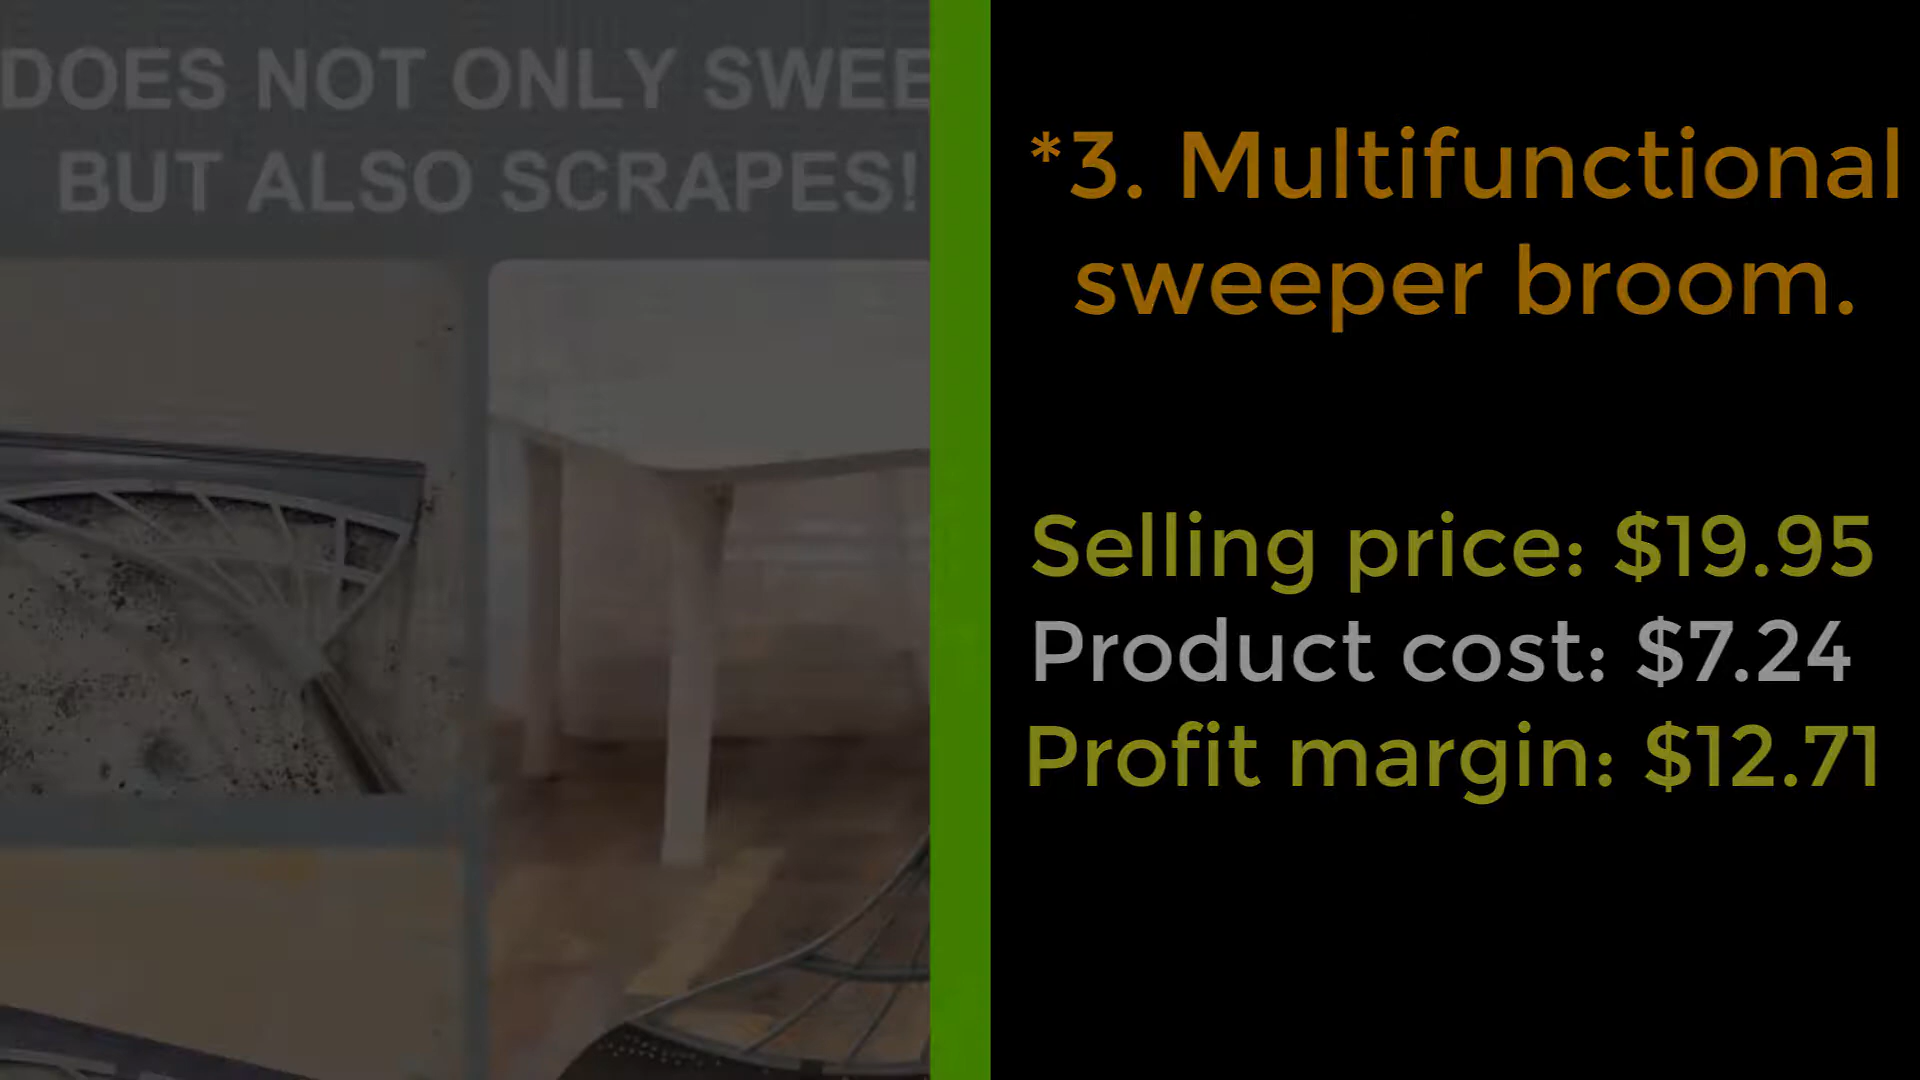 DOES NOT ONLY SWEE
BUT ALSO SCRAPES!
*3. Multifunctional
sweeper broom.
Selling price: $19.95
Product cost: $7.24
Profit margin: $12.71